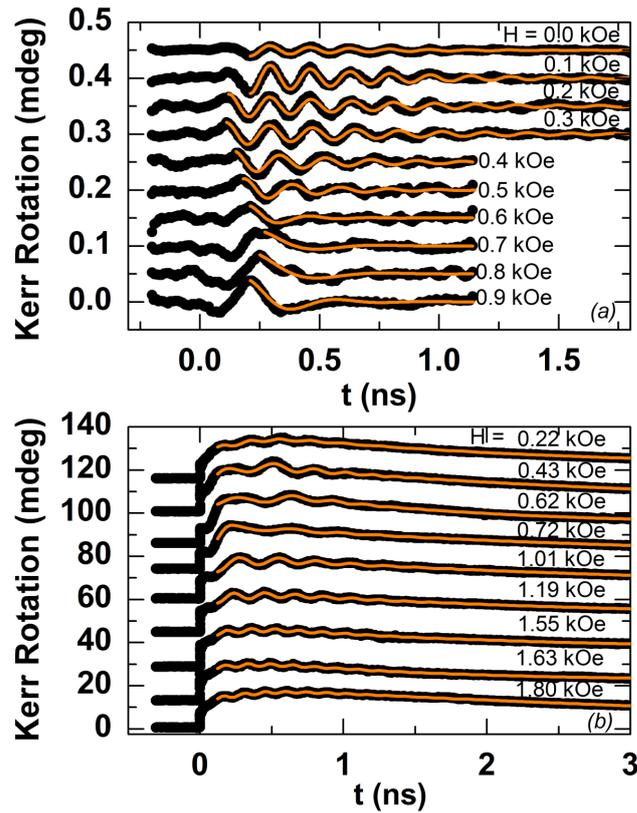 0.5
0.4
0.3
0.2
0.1
0.0
Kerr Rotation (mdeg)
H = 0.0 kOe
0.1 kOe
0.2 kOe
0.3 kOe
0.4 kOe
0.5 kOe
0.6 kOe
0.7 kOe
0.8 kOe
0.9 kOe
(a)
0.0 0.5 1.0 1.5
t (ns)
140
120
100
80
60
40
20
0
Kerr Rotation (mdeg)
H = 0.22 kOe
0.43 kOe
0.62 kOe
0.72 kOe
1.01 kOe
1.19 kOe
1.55 kOe
1.63 kOe
1.80 kOe
(b)
0 1 2 3
t (ns)